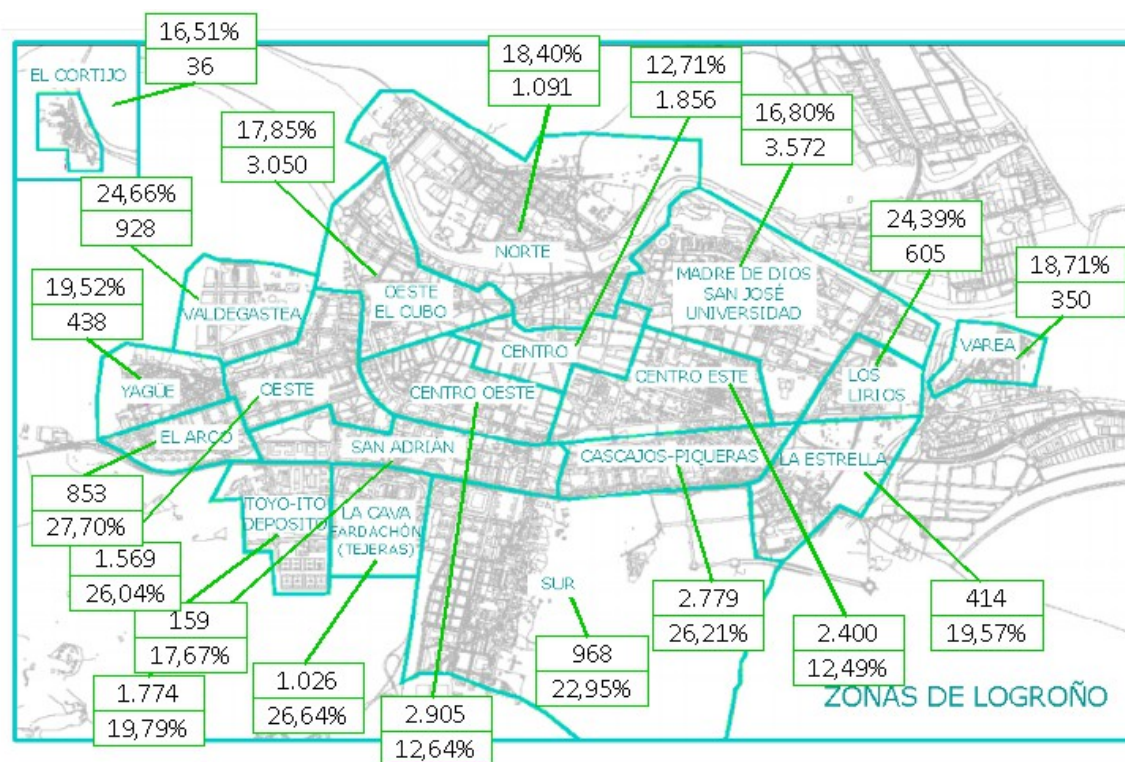 16,51%
36
EL CORTIJO
18,40%
1.091
12,71%
1.856
16,80%
3.572
17,85%
3.050
24,66%
928
24,39%
605
18,71%
350
19,52%
438
NORTE
MADRE DE DIOS
SAN JOSÉ
UNIVERSIDAD
OESTE
EL CUBO
VALDEGASTEA
CENTRO
VAREA
YAGÜE
OESTE
CENTRO OESTE
CENTRO ESTE
LOS
LIRIOS
EL ARCO
SAN ADRIÁN
CASCAJOS-PIQUERAS
LA ESTRELLA
853
27,70%
TOYO-ITO
DEPOSITO
LA CAVA
FARDACHÓN
(TEJERAS)
SUR
1.569
26,04%
159
17,67%
1.774
19,79%
1.026
26,64%
2.905
12,64%
968
22,95%
2.779
26,21%
2.400
12,49%
414
19,57%
ZONAS DE LOGROÑO